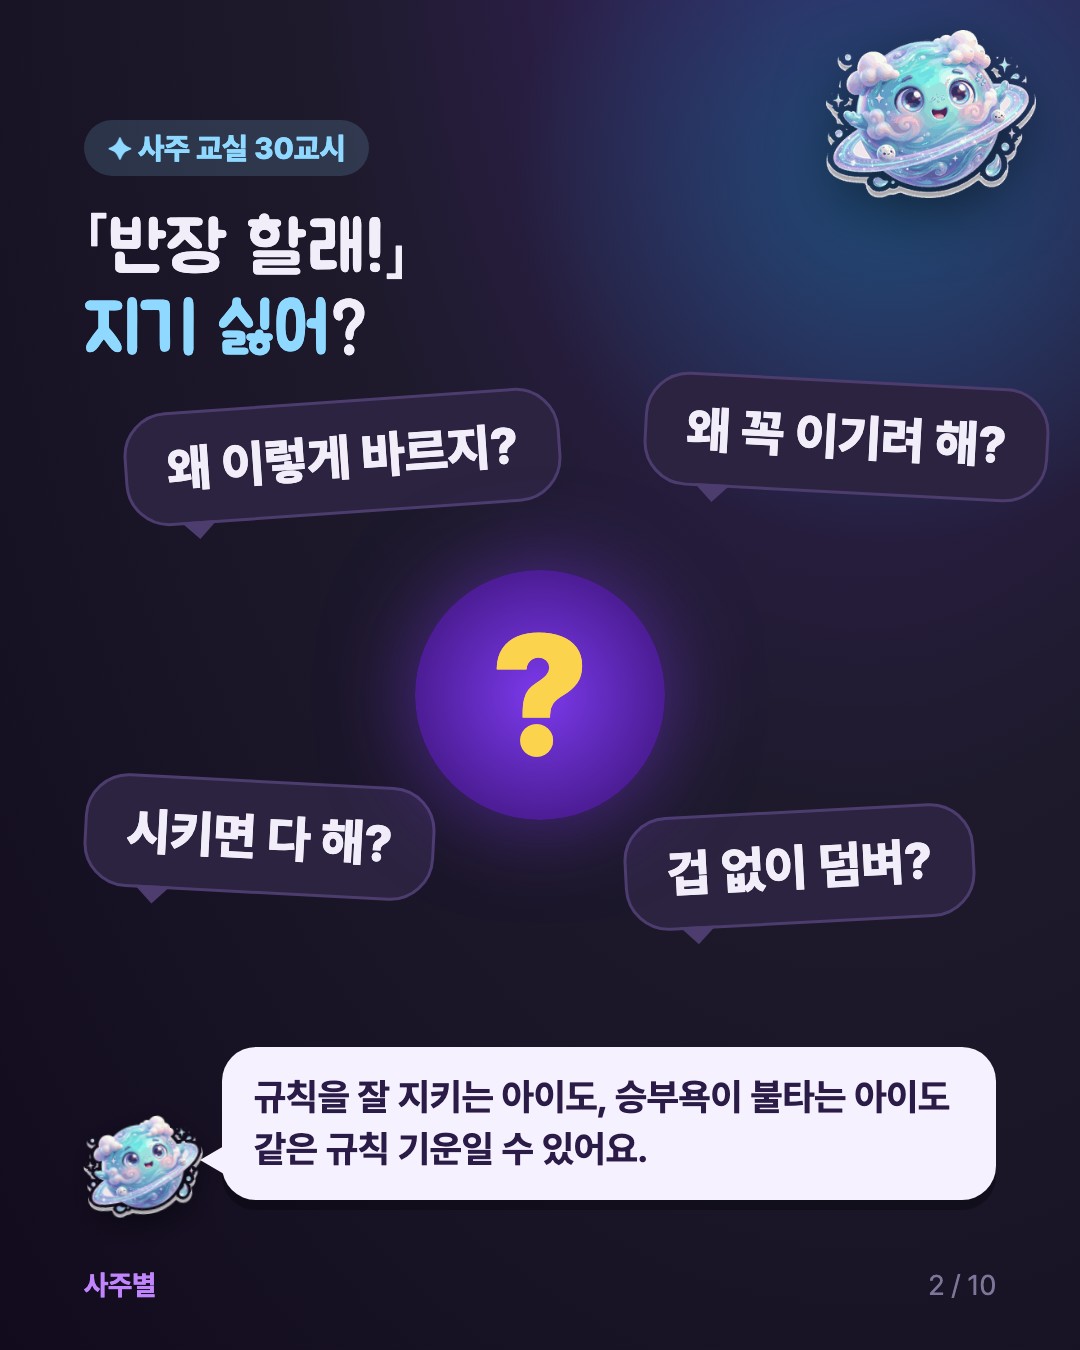 ✦ 사주 교실 30교시
「반장 할래!」
지기 싫어?
왜 이렇게 바르지?
왜 꼭 이기려 해?
?
시키면 다 해?
겁 없이 덤벼?
규칙을 잘 지키는 아이도, 승부욕이 불타는 아이도
같은 규칙 기운일 수 있어요.
사주별
2 / 10